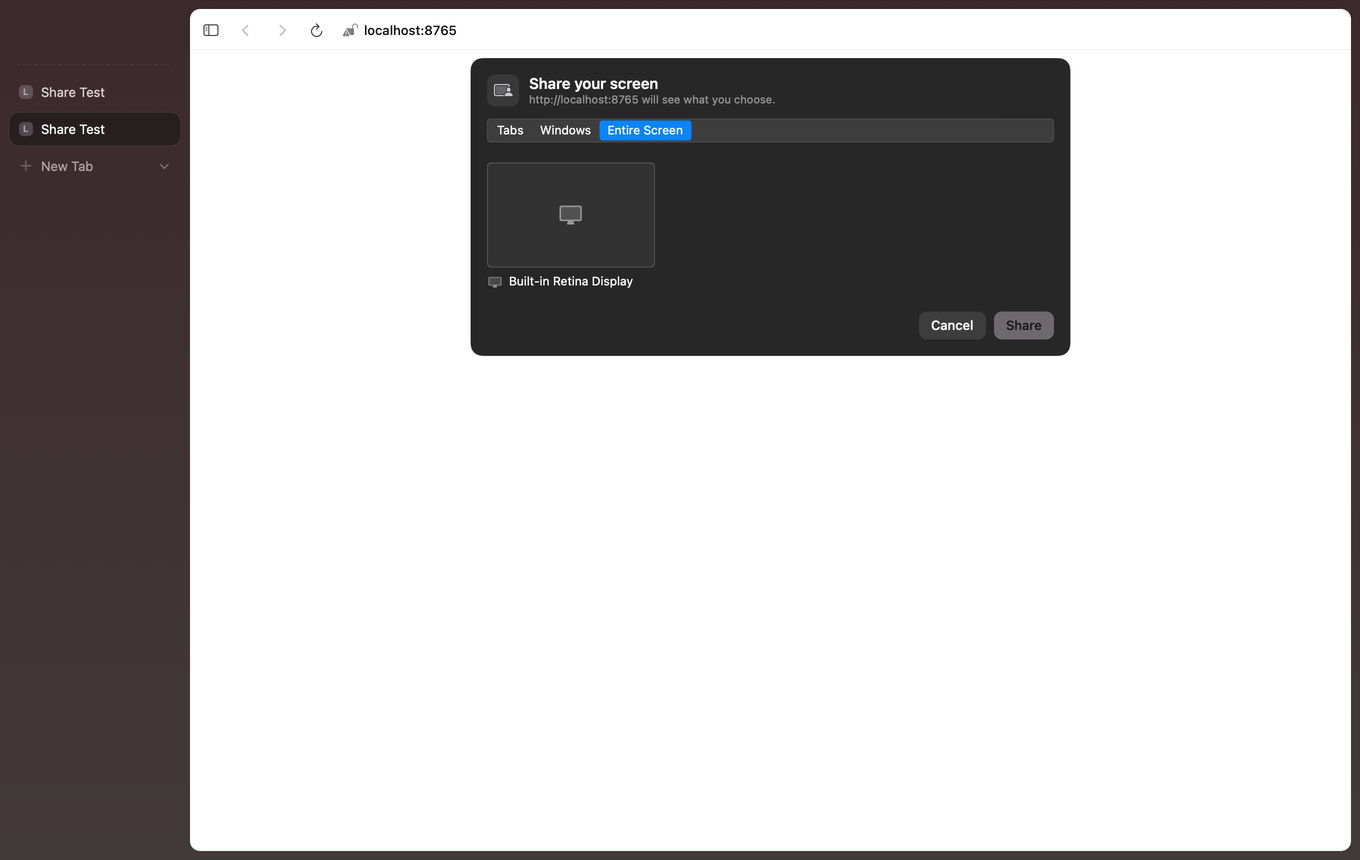 localhost:8765
L Share Test
L Share Test
New Tab
Share your screen
http://localhost:8765 will see what you choose.
Tabs Windows Entire Screen
Built-in Retina Display
Cancel Share